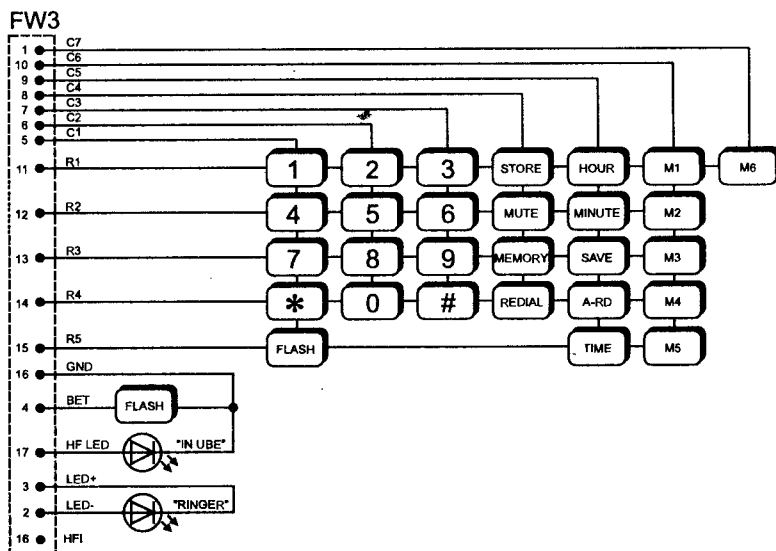 FW3
1 C7
10 C6
9 C5
8 C4
7 C3
6 C2
5 C1
11 R1 1 2 3 STORE HOUR M1 M6
12 R2 4 5 6 MUTE MINUTE M2
13 R3 7 8 9 MEMORY SAVE M3
14 R4 * 0 # REDIAL A-RD M4
15 R5 FLASH TIME M5
16 GND
4 BET FLASH
17 HF LED "IN UBE"
3 LED+
2 LED- "RINGER"
16 HFI